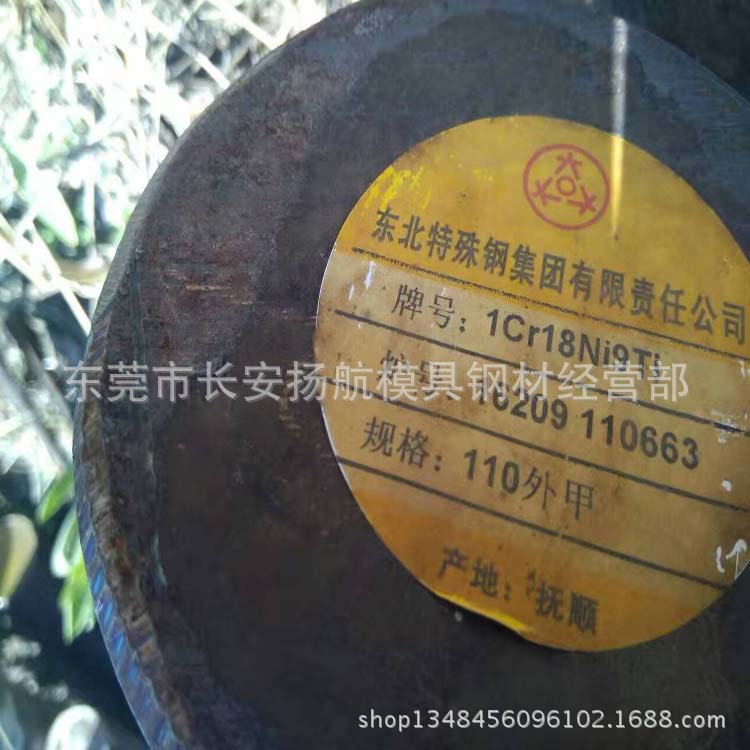 东北特殊钢集团有限责任公司
牌号：1Cr18Ni9Ti
东莞市长安扬航模具钢材经营部
炉号：16209 110663
规格：110外甲
产地：抚顺
shop1348456096102.1688.com